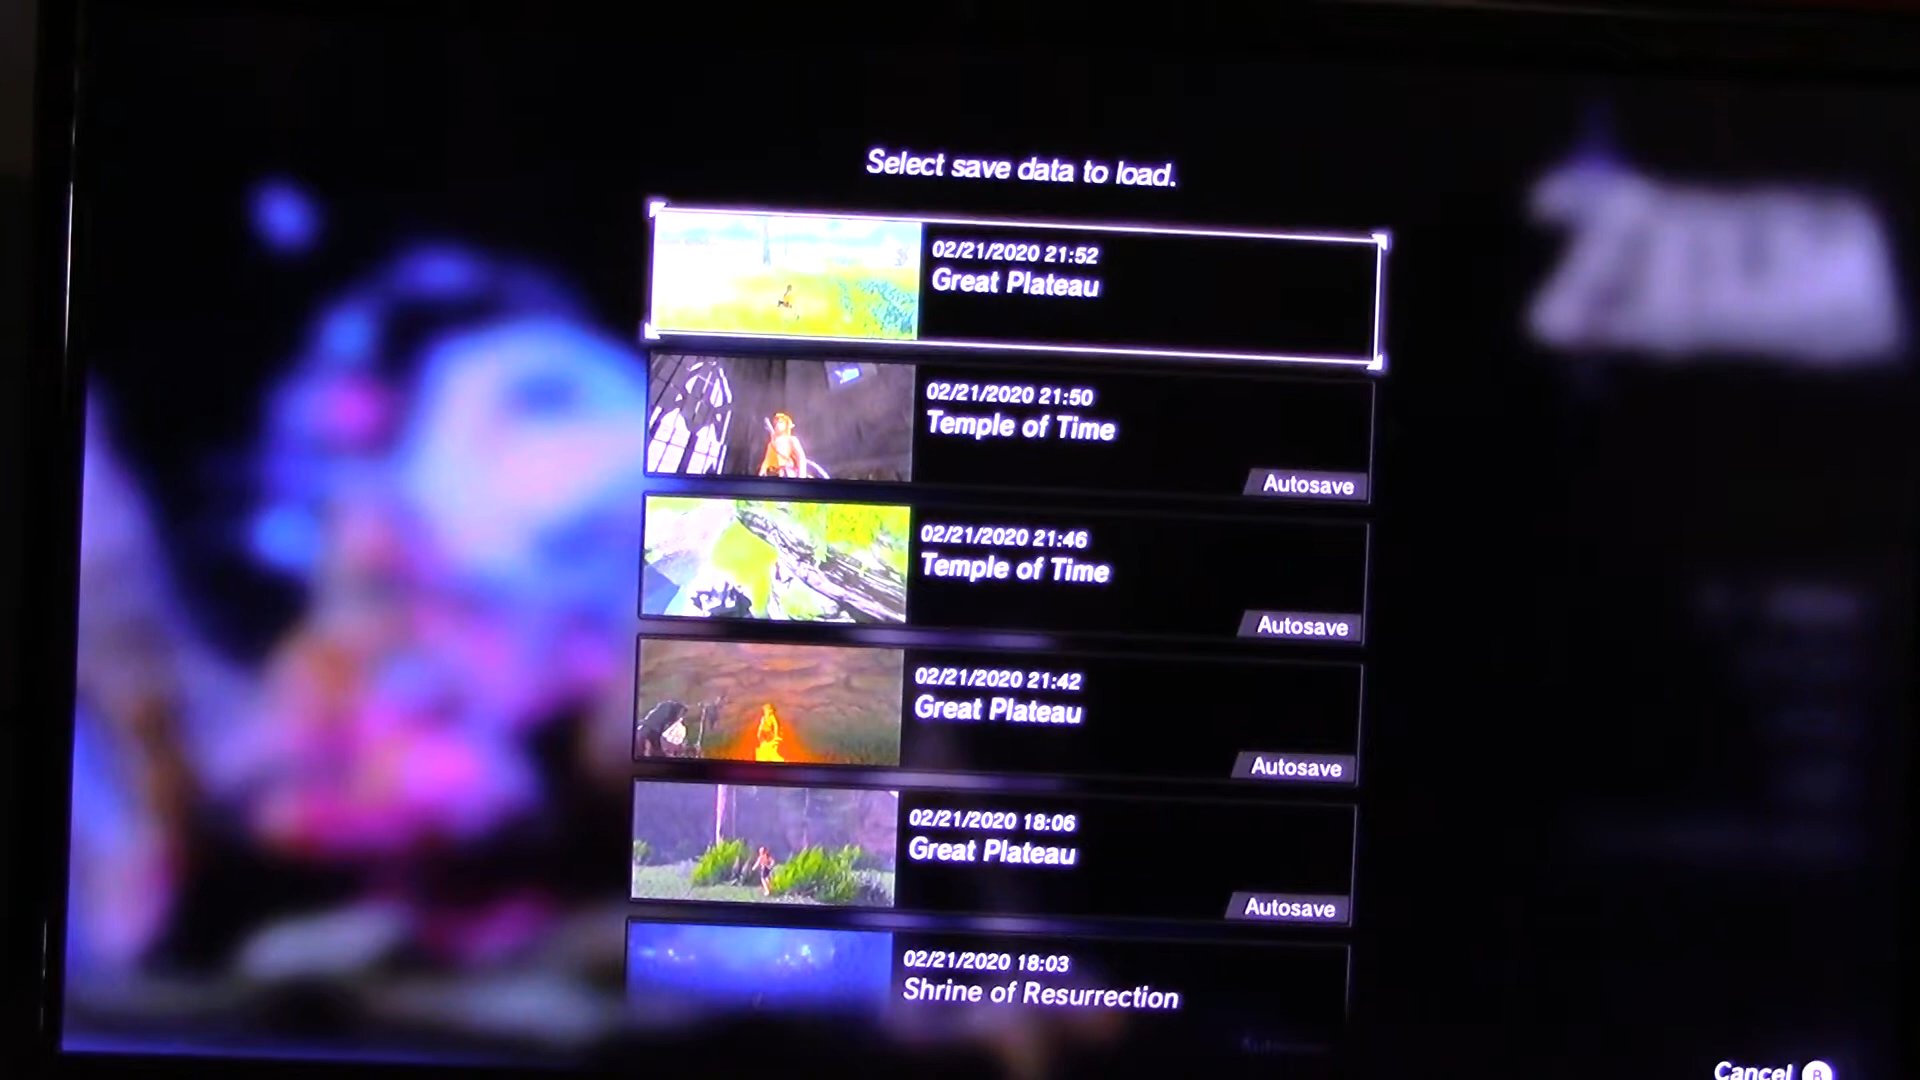 Select save data to load.
02/21/2020 21:52
Great Plateau
02/21/2020 21:50
Temple of Time
Autosave
02/21/2020 21:46
Temple of Time
Autosave
02/21/2020 21:42
Great Plateau
Autosave
02/21/2020 18:06
Great Plateau
Autosave
02/21/2020 18:03
Shrine of Resurrection
Cancel B